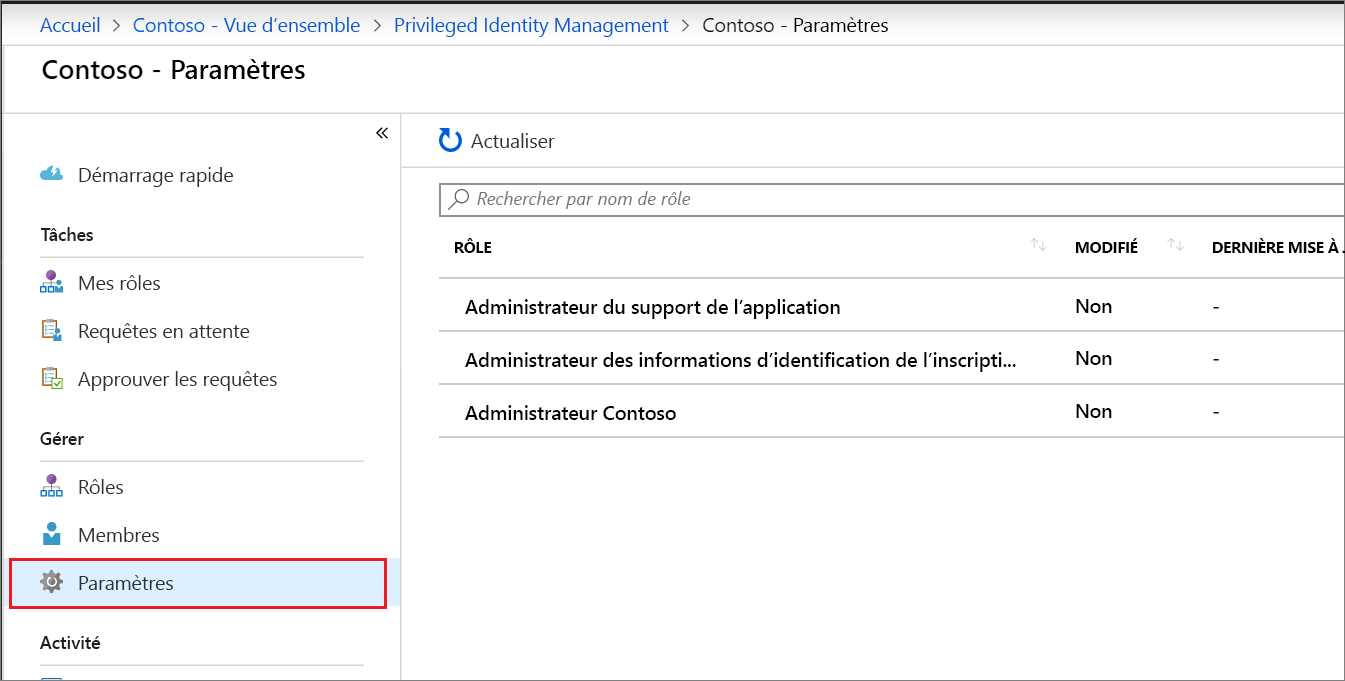 Accueil > Contoso - Vue d’ensemble > Privileged Identity Management > Contoso - Paramètres
Contoso - Paramètres
«
Démarrage rapide
Tâches
Mes rôles
Requêtes en attente
Approuver les requêtes
Gérer
Rôles
Membres
Paramètres
Activité
Actualiser
Rechercher par nom de rôle
RÔLE MODIFIÉ DERNIÈRE MISE À
Administrateur du support de l’application Non -
Administrateur des informations d’identification de l’inscripti... Non -
Administrateur Contoso Non -